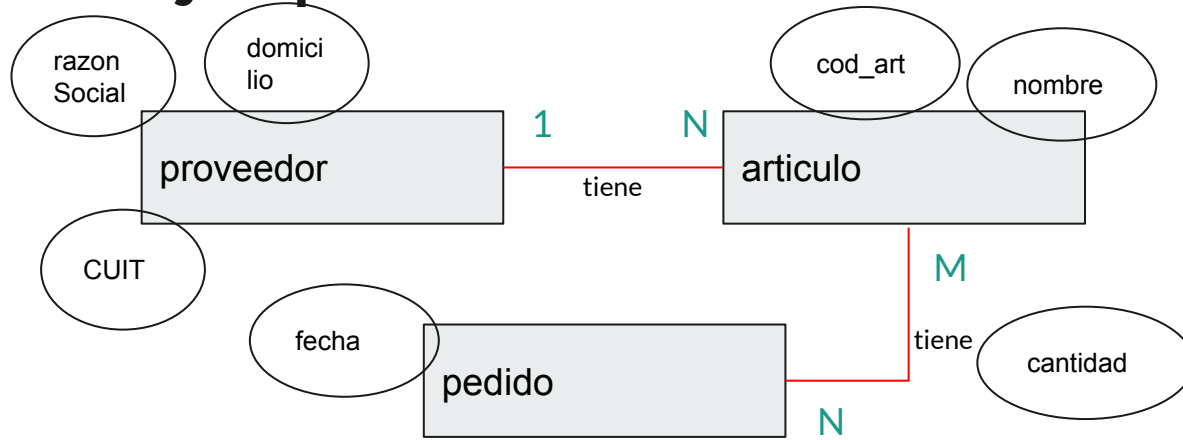 razon
Social
domici
lio
cod_art
nombre
1
N
proveedor
tiene
articulo
CUIT
M
fecha
tiene
cantidad
pedido
N